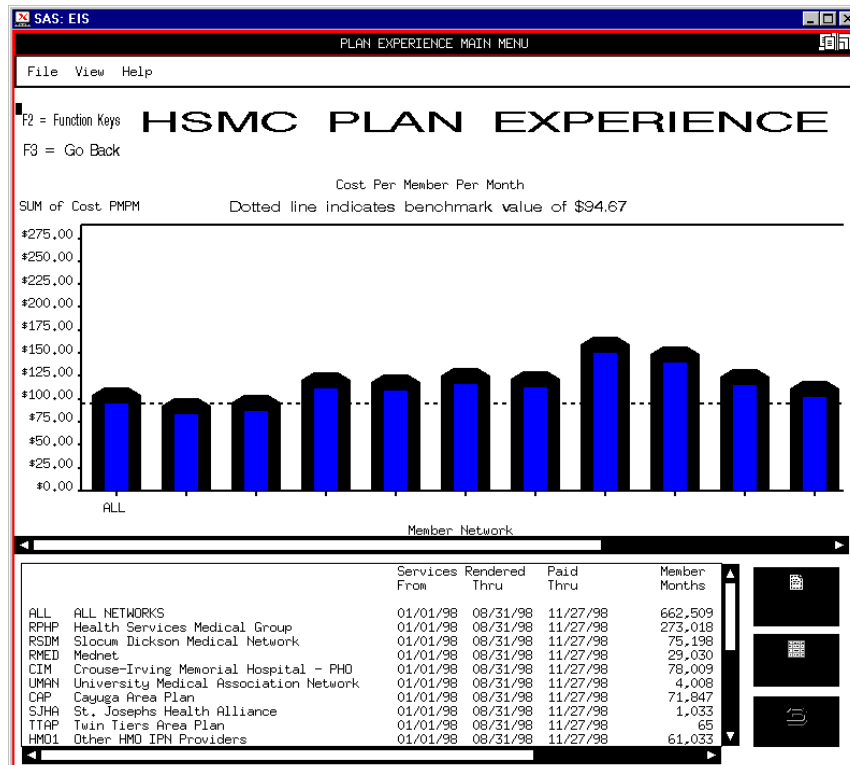 SAS: EIS
PLAN EXPERIENCE MAIN MENU
File View Help
F2 = Function Keys
HSMC PLAN EXPERIENCE
F3 = Go Back
Cost Per Member Per Month
SUM of Cost PMPM
Dotted line indicates benchmark value of $94.67
$275.00
$250.00
$225.00
$200.00
$175.00
$150.00
$125.00
$100.00
$75.00
$50.00
$25.00
$0.00
ALL
Member Network
Services Rendered Paid Member
From Thru Thru Months
ALL ALL NETWORKS 01/01/98 08/31/98 11/27/98 662,509
RPHP Health Services Medical Group 01/01/98 08/31/98 11/27/98 273,018
RSDM Slocum Dickson Medical Network 01/01/98 08/31/98 11/27/98 75,198
RMED Mednet 01/01/98 08/31/98 11/27/98 29,030
CIM Crouse-Irving Memorial Hospital - PHO 01/01/98 08/31/98 11/27/98 78,009
UMAN University Medical Association Network 01/01/98 08/31/98 11/27/98 4,008
CAP Cayuga Area Plan 01/01/98 08/31/98 11/27/98 71,847
SJHA St. Josephs Health Alliance 01/01/98 08/31/98 11/27/98 1,033
TTAP Twin Tiers Area Plan 01/01/98 08/31/98 11/27/98 65
HMO1 Other HMO IPN Providers 01/01/98 08/31/98 11/27/98 61,033